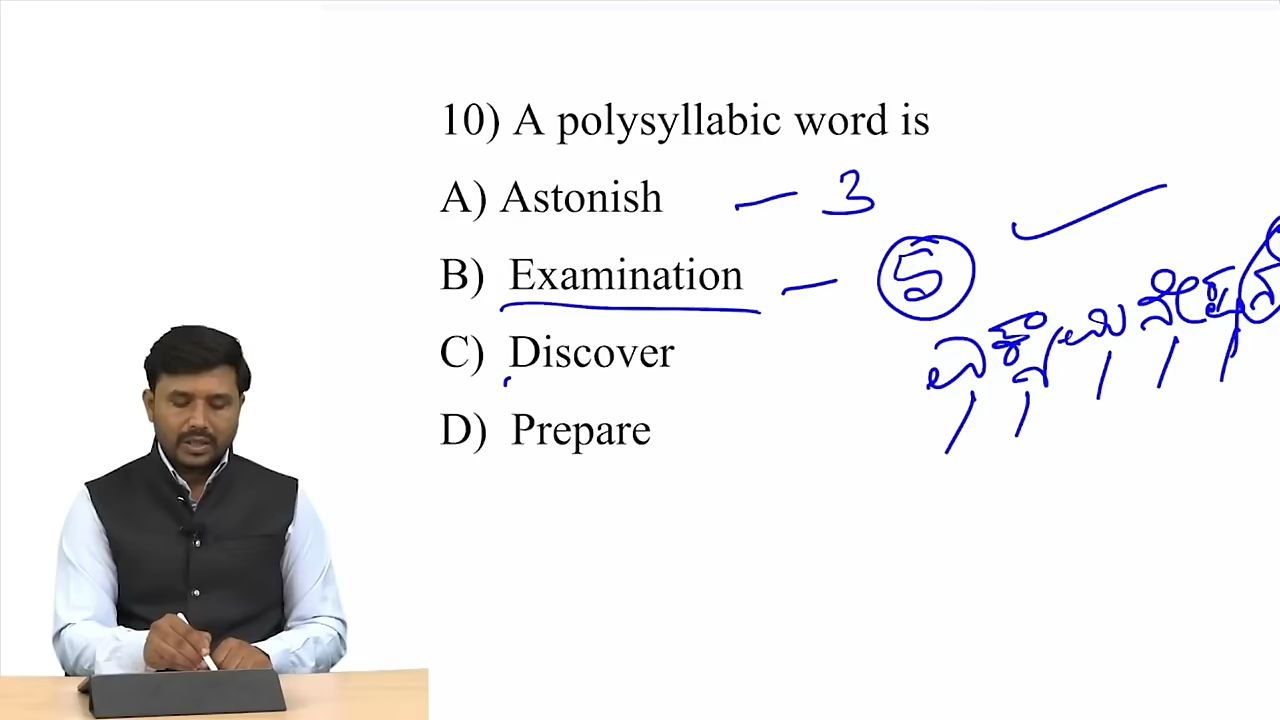 10) A polysyllabic word is
A) Astonish - 3
B) Examination - 5
C) Discover
D) Prepare